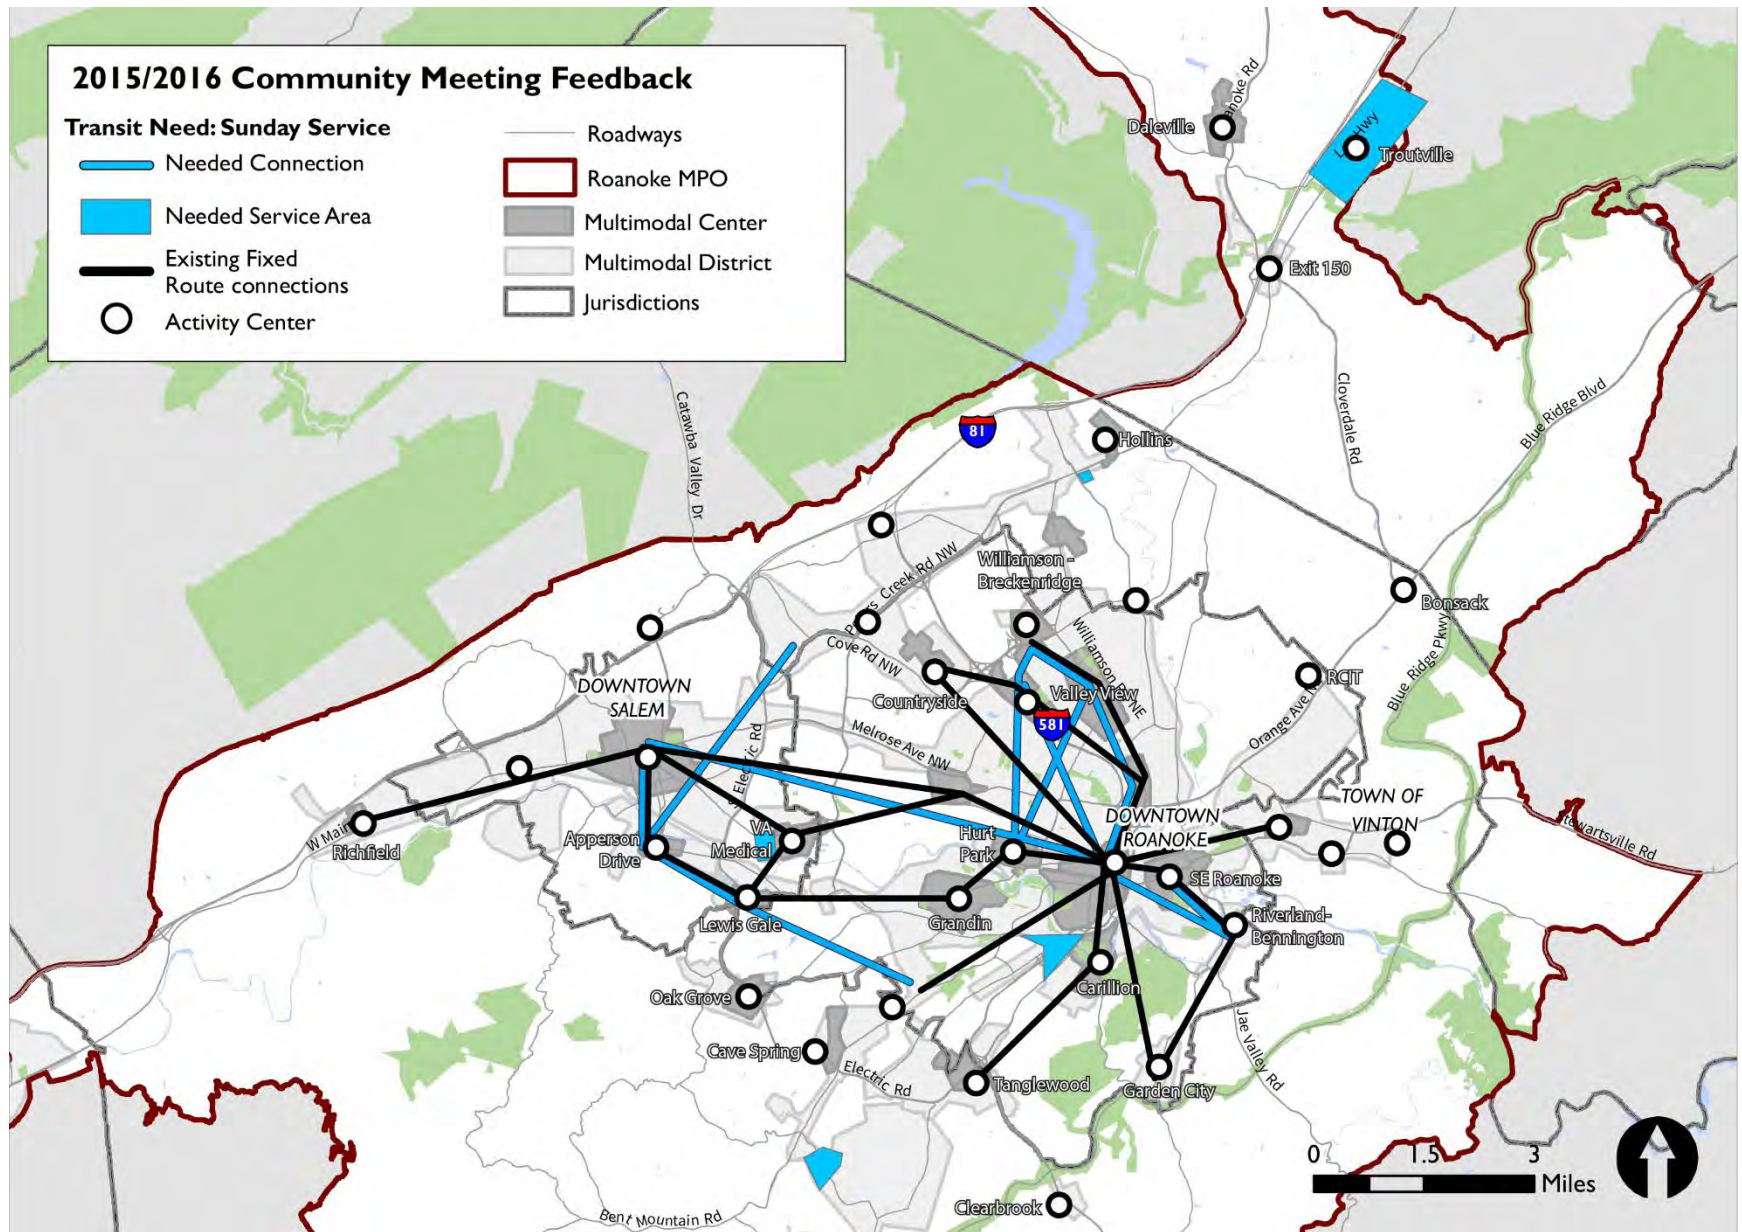 2015/2016 Community Meeting Feedback
Transit Need: Sunday Service
Needed Connection
Needed Service Area
Existing Fixed
Route connections
Activity Center
Roadways
Roanoke MPO
Multimodal Center
Multimodal District
Jurisdictions
Daleville
Troutville
Hwy
Rd
Exit 150
Cloverdale Rd
Blue Ridge Blvd
Catawba Valley Dr
81
Hollins
Williamson -
Breckenridge
Creek Rd NW
Cove Rd NW
Bonsack
Blue Ridge Pkwy
RCIT
Orange Ave
DOWNTOWN
SALEM
Countryside
Valley View
581
Melrose Ave NW
Electric Rd
W Main
Richfield
Apperson
Drive
VA
Medical
Hurt
Park
DOWNTOWN
ROANOKE
TOWN OF
VINTON
Stewartsville Rd
SE Roanoke
Lewis Gale
Grandin
Riverland-
Bennington
Carillion
Oak Grove
Cave Spring
Electric Rd
Tanglewood
Garden City
Jae Valley Rd
Clearbrook
Bent Mountain Rd
0 1.5 3
Miles